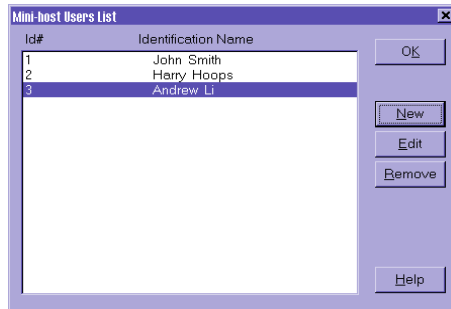 Mini-host Users List
Id# Identification Name
1 John Smith
2 Harry Hoops
3 Andrew Li
OK
New
Edit
Remove
Help